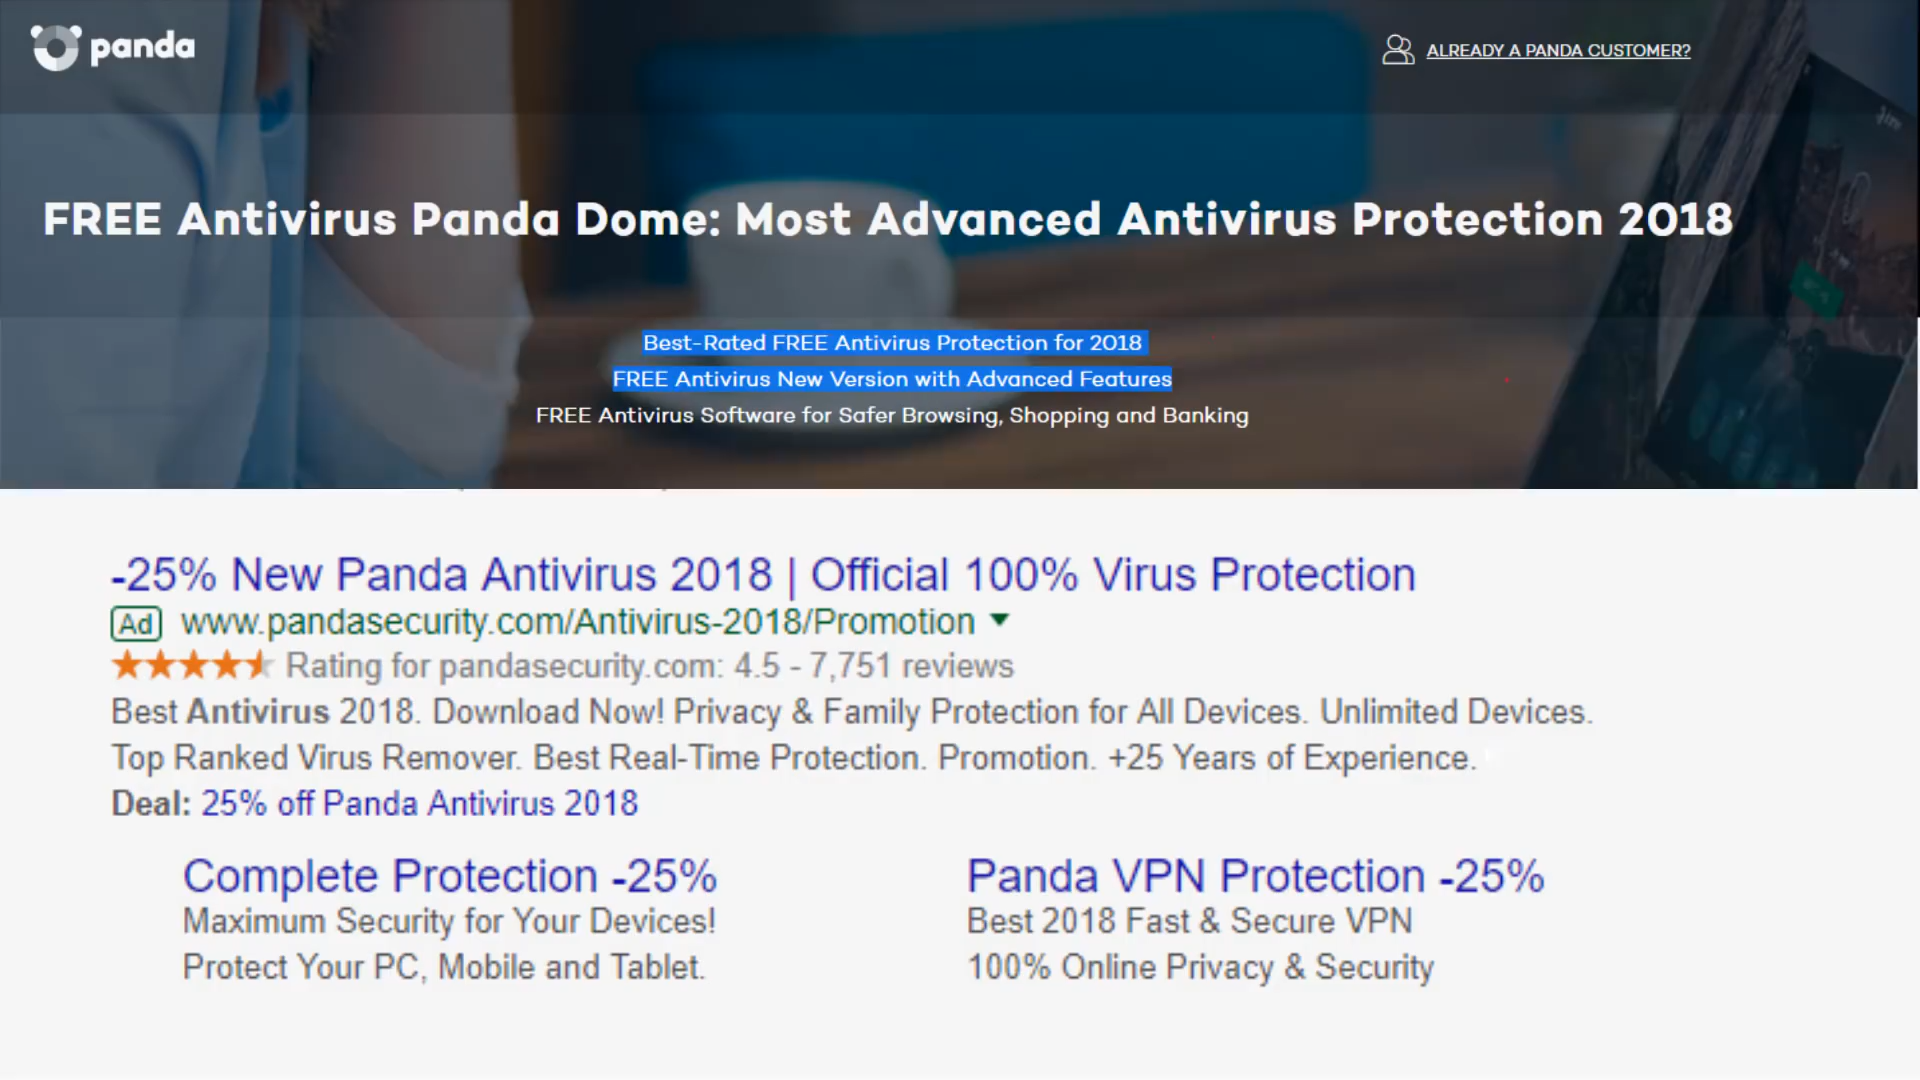 panda
ALREADY A PANDA CUSTOMER?
FREE Antivirus Panda Dome: Most Advanced Antivirus Protection 2018
Best-Rated FREE Antivirus Protection for 2018
FREE Antivirus New Version with Advanced Features
FREE Antivirus Software for Safer Browsing, Shopping and Banking
-25% New Panda Antivirus 2018 | Official 100% Virus Protection
Ad www.pandasecurity.com/Antivirus-2018/Promotion
Rating for pandasecurity.com: 4.5 - 7,751 reviews
Best Antivirus 2018. Download Now! Privacy & Family Protection for All Devices. Unlimited Devices.
Top Ranked Virus Remover. Best Real-Time Protection. Promotion. +25 Years of Experience.
Deal: 25% off Panda Antivirus 2018
Complete Protection -25%
Maximum Security for Your Devices!
Protect Your PC, Mobile and Tablet.
Panda VPN Protection -25%
Best 2018 Fast & Secure VPN
100% Online Privacy & Security